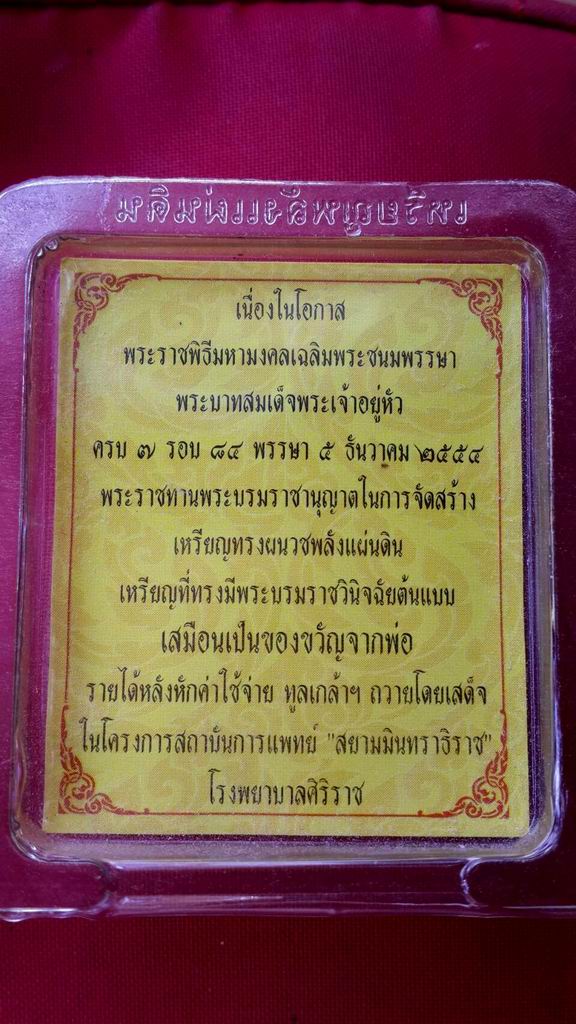 เหรียญพลังแผ่นดิน
เนื่องในโอกาส
พระราชพิธีมหามงคลเฉลิมพระชนมพรรษา
พระบาทสมเด็จพระเจ้าอยู่หัว
ครบ ๗ รอบ ๘๔ พรรษา ๕ ธันวาคม ๒๕๕๔
พระราชทานพระบรมราชานุญาตในการจัดสร้าง
เหรียญทรงผนวชพลังแผ่นดิน
เหรียญที่ทรงมีพระบรมราชวินิจฉัยต้นแบบ
เสมือนเป็นของขวัญจากพ่อ
รายได้หลังหักค่าใช้จ่าย ทูลเกล้าฯ ถวายโดยเสด็จ
ในโครงการสถาบันการแพทย์ "สยามมินทราธิราช"
โรงพยาบาลศิริราช